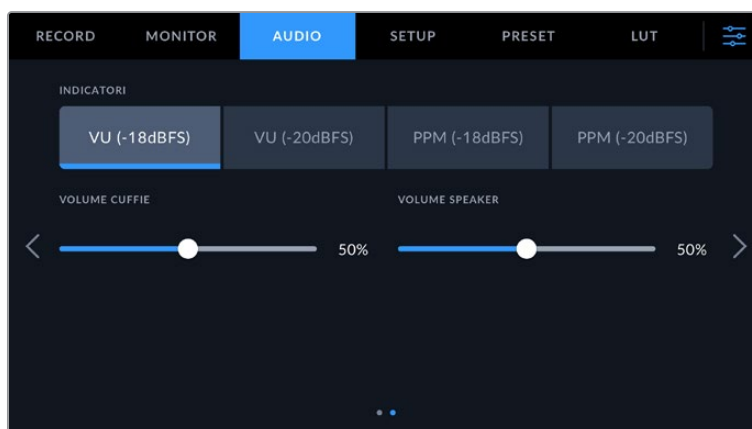 RECORD MONITOR AUDIO SETUP PRESET LUT
INDICATORI
VU (-18dBFS) VU (-20dBFS) PPM (-18dBFS) PPM (-20dBFS)
VOLUME CUFFIE VOLUME SPEAKER
50% 50%